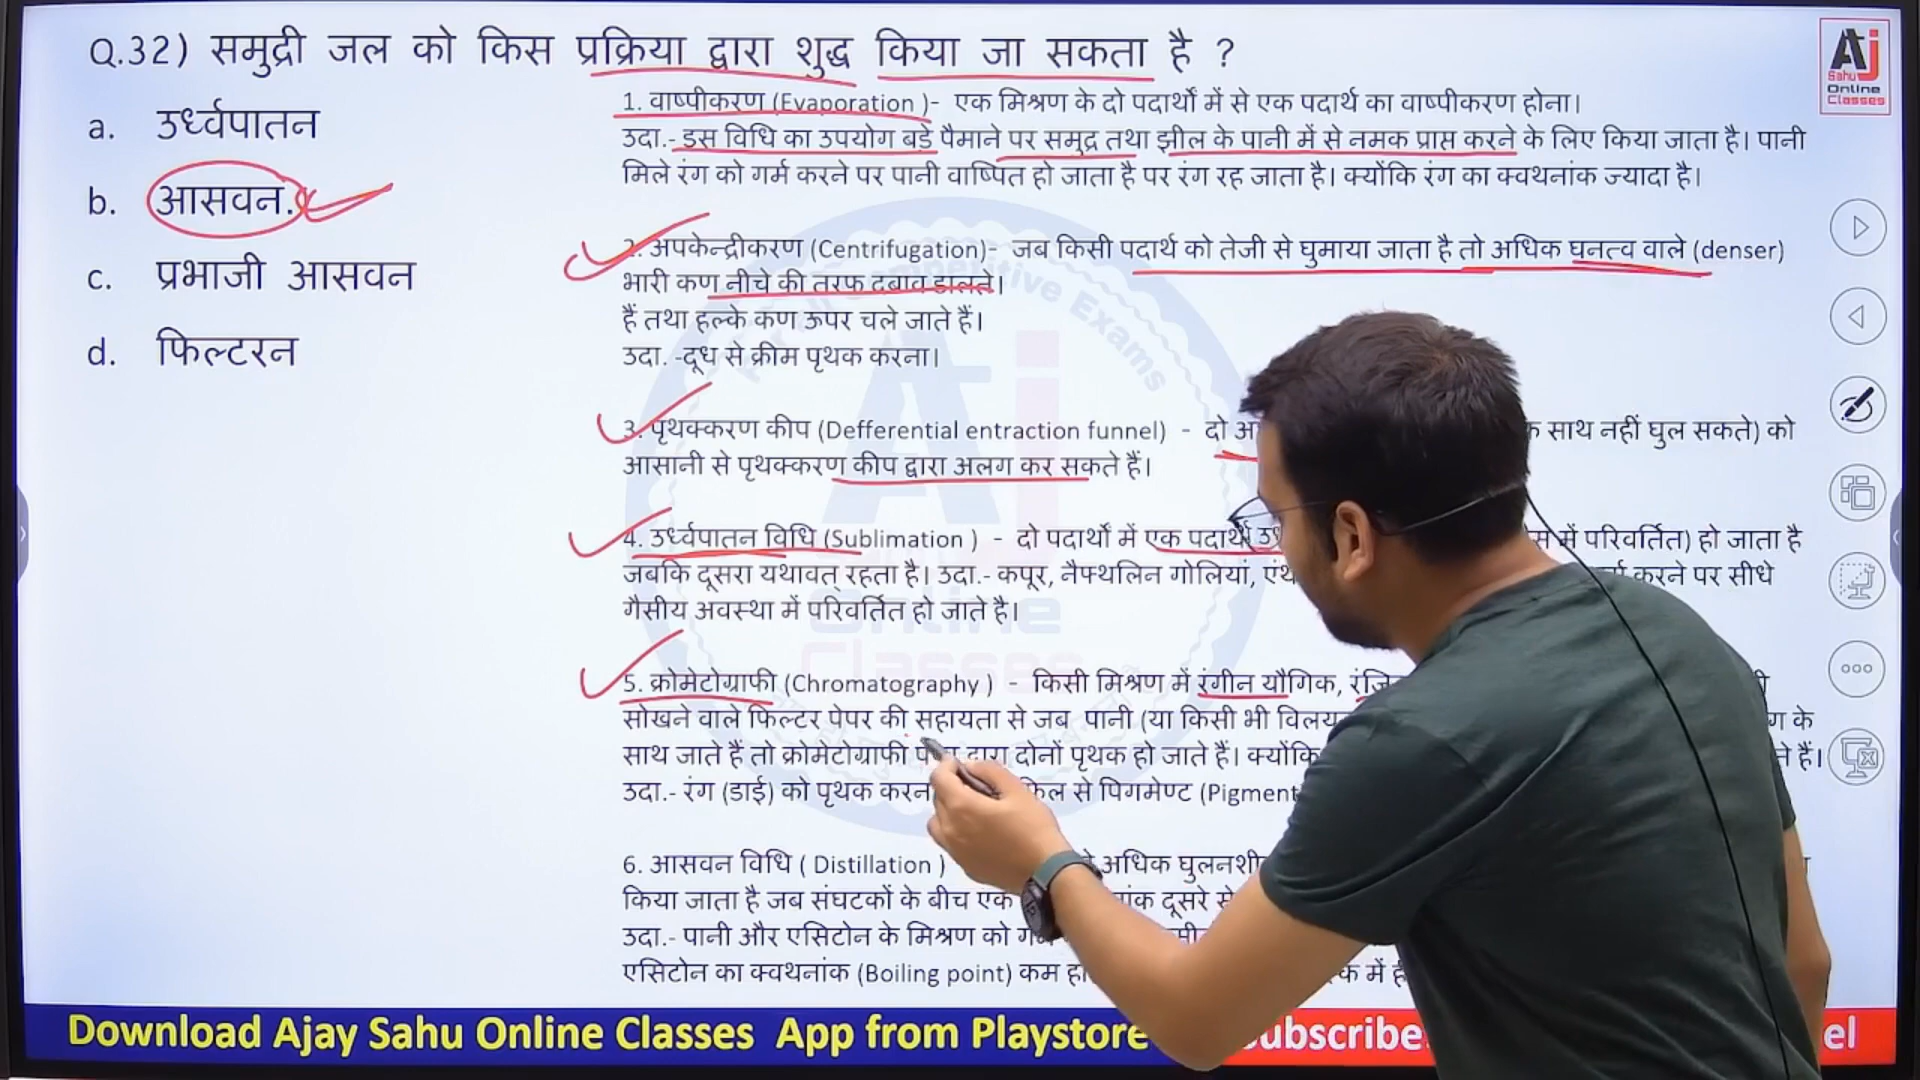 Q.32) समुद्री जल को किस प्रक्रिया द्वारा शुद्ध किया जा सकता है ?
a. उर्ध्वपातन
b. आसवन.
c. प्रभाजी आसवन
d. फिल्टरन
1. वाष्पीकरण (Evaporation )- एक मिश्रण के दो पदार्थो में से एक पदार्थ का वाष्पीकरण होना।
उदा.- इस विधि का उपयोग बड़े पैमाने पर समुद्र तथा झील के पानी में से नमक प्राप्त करने के लिए किया जाता है। पानी
मिले रंग को गर्म करने पर पानी वाष्पित हो जाता है पर रंग रह जाता है। क्योंकि रंग का क्वथनांक ज्यादा है।
2. अपकेन्द्रीकरण (Centrifugation)- जब किसी पदार्थ को तेजी से घुमाया जाता है तो अधिक घनत्व वाले (denser)
भारी कण नीचे की तरफ दबाव डालते।
हैं तथा हल्के कण ऊपर चले जाते हैं।
उदा. -दूध से क्रीम पृथक करना।
3. पृथक्करण कीप (Defferential entraction funnel) - दो साथ नहीं घुल सकते) को
आसानी से पृथक्करण कीप द्वारा अलग कर सकते हैं।
4. उर्ध्वपातन विधि (Sublimation ) - दो पदार्थों में एक पदार्थ में परिवर्तित) हो जाता है
जबकि दूसरा यथावत् रहता है। उदा.- कपूर, नैफ्थलिन गोलियां, करने पर सीधे
गैसीय अवस्था में परिवर्तित हो जाते है।
5. क्रोमेटोग्राफी (Chromatography ) - किसी मिश्रण में रंगीन यौगिक,
सोखने वाले फिल्टर पेपर की सहायता से जब पानी (या किसी भी के
साथ जाते हैं तो क्रोमेटोग्राफी द्वारा दोनों पृथक हो जाते हैं। क्योंकि हैं।
उदा.- रंग (डाई) को पृथक से पिगमेण्ट (Pigment
6. आसवन विधि ( Distillation ) अधिक
किया जाता है जब संघटकों के बीच एक दूसरे से
उदा.- पानी और एसिटोन के मिश्रण को
एसिटोन का क्वथनांक (Boiling point) कम में
Aj
Sahu
Online
Classes
Competitive Exams
Aj
Online
Classes
Download Ajay Sahu Online Classes App from Playstore